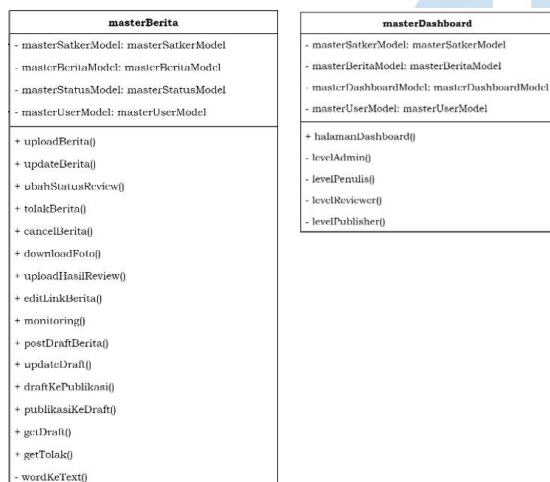 masterBerita
- masterSatkerModel: masterSatkerModel
- masterBeritaModel: masterBeritaModel
- masterStatusModel: masterStatusModel
- masterUserModel: masterUserModel
+ uploadBerita()
+ updateBerita()
+ ubahStatusReview()
+ tolakBerita()
+ cancelBerita()
+ downloadFoto()
+ uploadHasilReview()
+ editLinkBerita()
+ monitoring()
+ postDraftBerita()
+ updateDraft()
+ draftKePublikasi()
+ publikasiKeDraft()
+ getDraft()
+ getTolak()
- wordKeText()
masterDashboard
- masterSatkerModel: masterSatkerModel
- masterBeritaModel: masterBeritaModel
- masterDashboardModel: masterDashboardModel
- masterUserModel: masterUserModel
+ halamanDashboard()
- levelAdmin()
- levelPenulis()
- levelReviewer()
- levelPublisher()